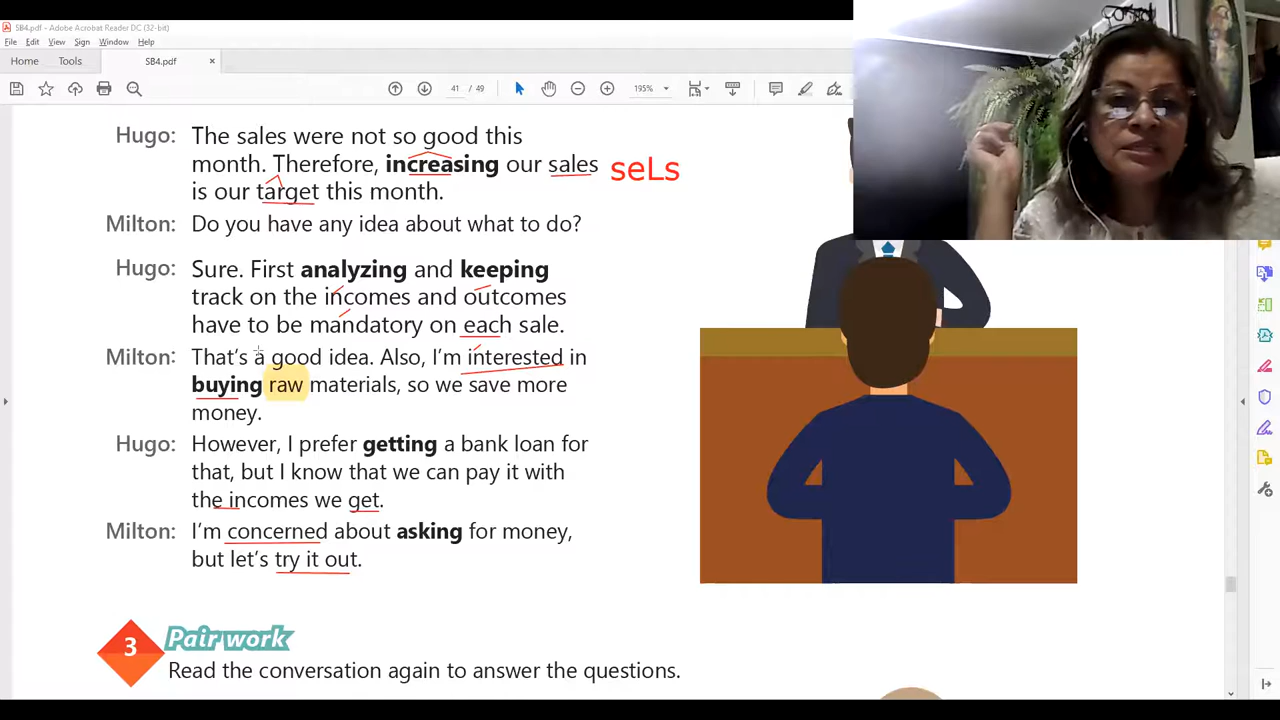 SB4.pdf - Adobe Acrobat Reader DC (32-bit)
File Edit View Sign Window Help
Home Tools SB4.pdf ×
41 / 49 195%
Hugo: The sales were not so good this
month. Therefore, increasing our sales seLs
is our target this month.
Milton: Do you have any idea about what to do?
Hugo: Sure. First analyzing and keeping
track on the incomes and outcomes
have to be mandatory on each sale.
Milton: That's a good idea. Also, I'm interested in
buying raw materials, so we save more
money.
Hugo: However, I prefer getting a bank loan for
that, but I know that we can pay it with
the incomes we get.
Milton: I'm concerned about asking for money,
but let's try it out.
3 Pair work
Read the conversation again to answer the questions.